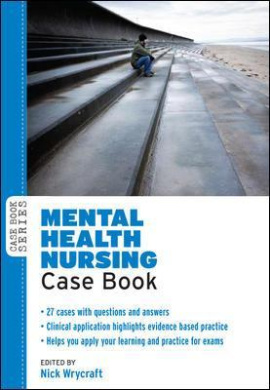 CASE BOOK
SERIES
MENTAL
HEALTH
NURSING
Case Book
• 27 cases with questions and answers
• Clinical application highlights evidence based practice
• Helps you apply your learning and practice for exams
EDITED BY
Nick Wrycraft